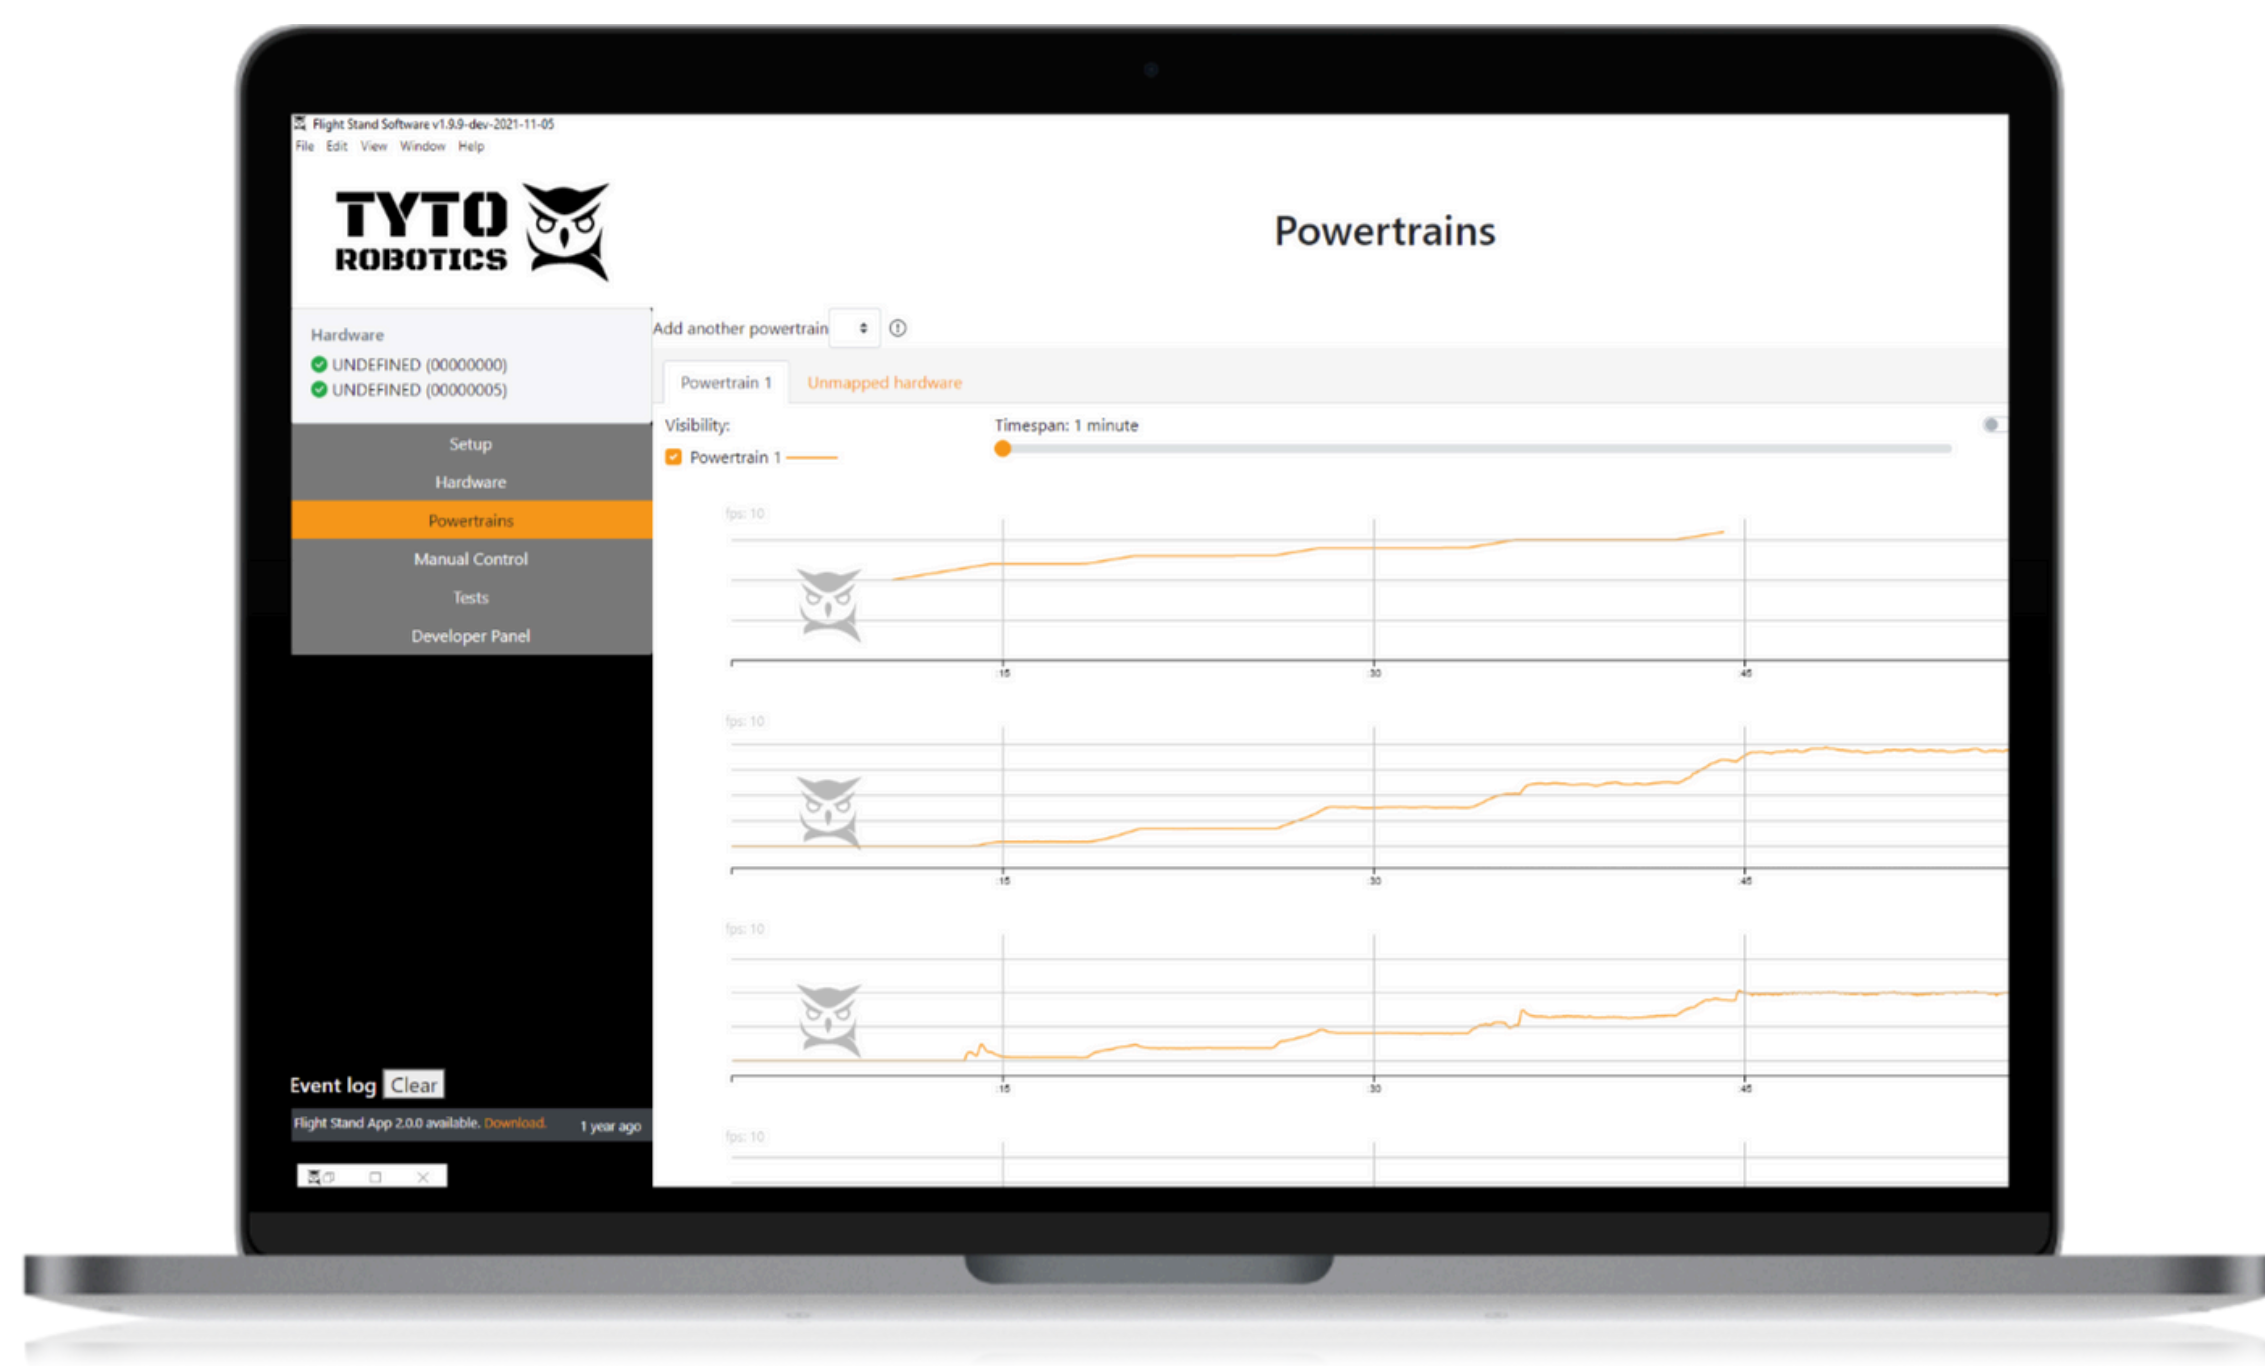 Flight Stand Software v1.9.9-dev-2021-11-05
File Edit View Window Help
TYTO
ROBOTICS
Powertrains
Hardware
UNDEFINED (00000000)
UNDEFINED (00000005)
Setup
Hardware
Powertrains
Manual Control
Tests
Developer Panel
Event log Clear
Flight Stand App 2.0.0 available. Download. 1 year ago
Add another powertrain
Powertrain 1 Unmapped hardware
Visibility: Timespan: 1 minute
Powertrain 1
fps: 10
:15 :30 :45
fps: 10
:15 :30 :45
fps: 10
:15 :30 :45
fps: 10